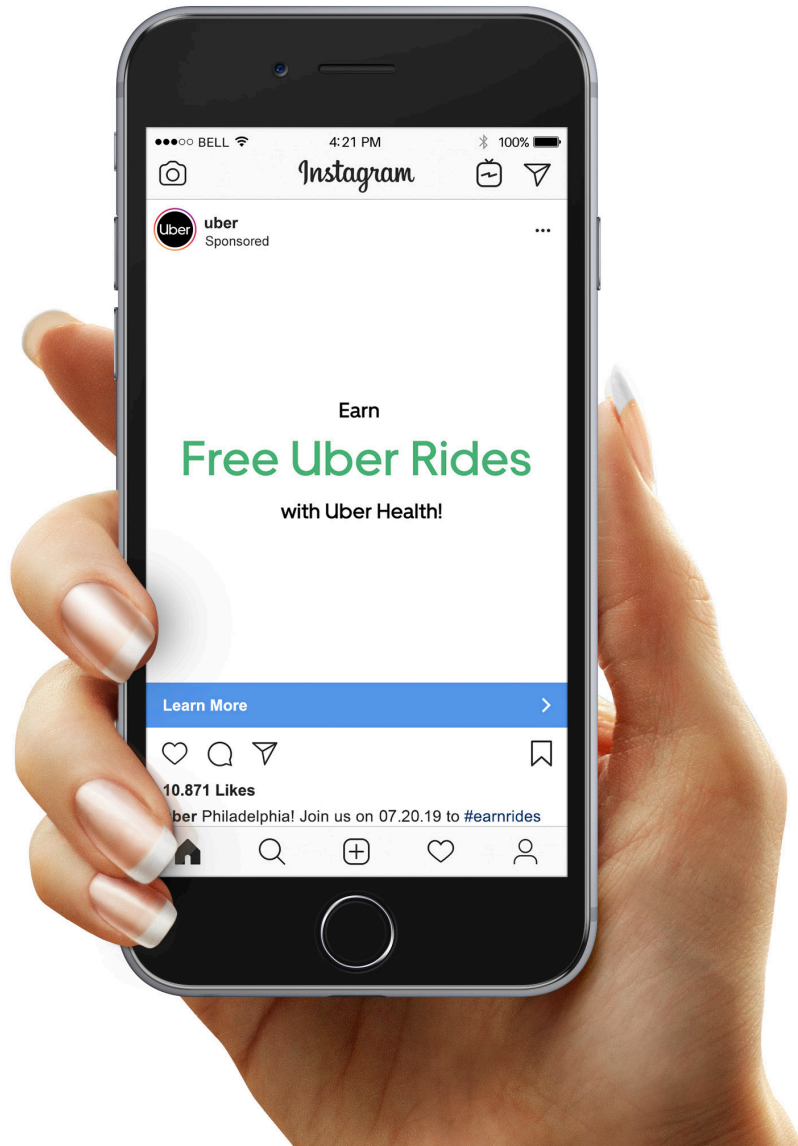 BELL
4:21 PM
100%
Instagram
Uber
uber
Sponsored
Earn
Free Uber Rides
with Uber Health!
Learn More
10.871 Likes
ber Philadelphia! Join us on 07.20.19 to #earnrides